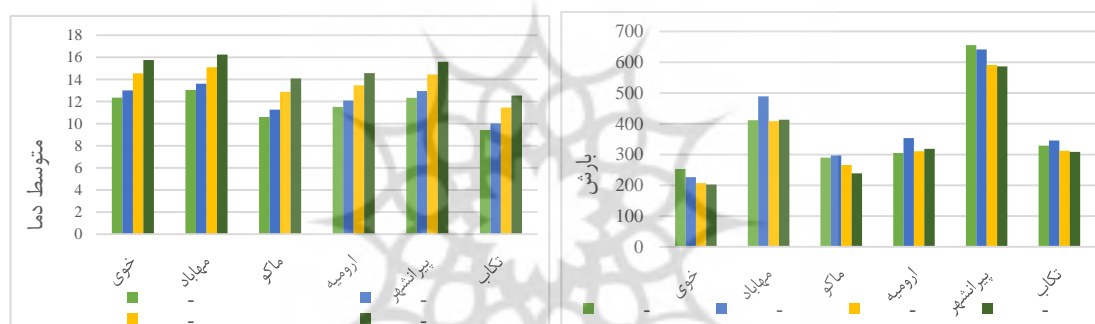 متوسط دما
18
16
14
12
10
8
6
4
2
0
خوی
مهاباد
ماکو
ارومیه
پیرانشهر
تکاب
- -
- -
بارش
700
600
500
400
300
200
100
0
خوی
مهاباد
ماکو
ارومیه
پیرانشهر
تکاب
- - - -